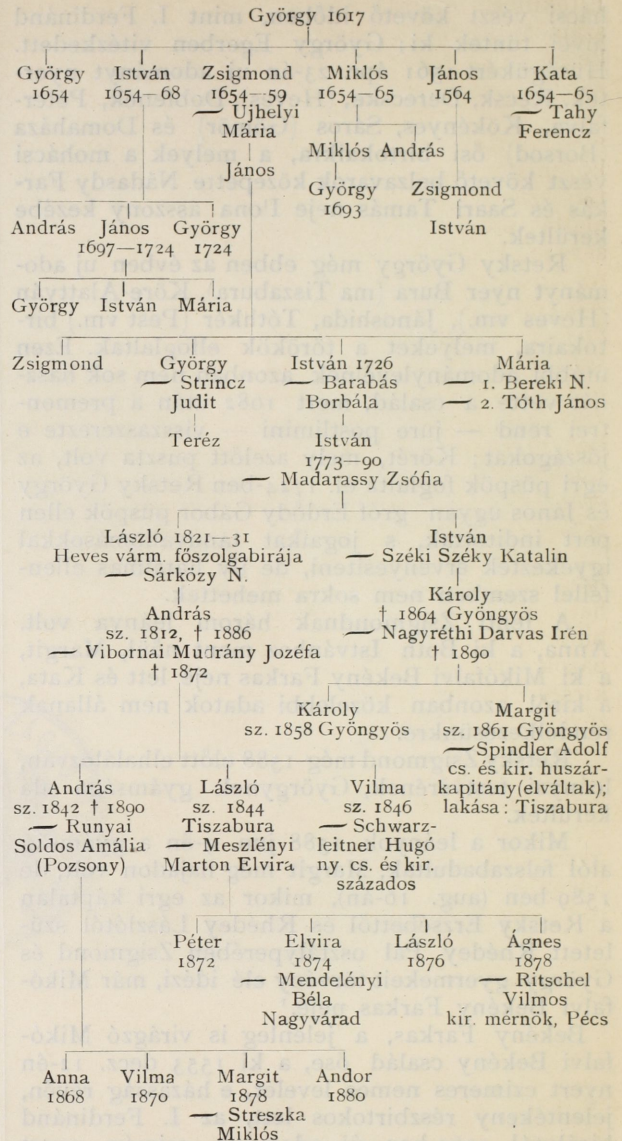 György 1617
György István Zsigmond Miklós János Kata
1654 1654—68 1654—59 1654—65 1564 1654—65
— Ujhelyi — Tahy
Mária Ferencz
Miklós András
János
György Zsigmond
1693
András János György István
1697—1724 1724
György István Mária
Zsigmond György István 1726 Mária
— Strincz — Barabás — 1. Bereki N.
Judit Borbála — 2. Tóth János
Teréz István
1773—90
— Madarassy Zsófia
László 1821—31 István
Heves várm. főszolgabirája — Széki Széky Katalin
— Sárközy N.
Károly
András † 1864 Gyöngyös
sz. 1812, † 1886 — Nagyréthi Darvas Irén
— Vibornai Mudrány Jozéfa † 1890
1872
Károly Margit
sz. 1858 Gyöngyös sz. 1861 Gyöngyös
— Spindler Adolf
cs. és kir. huszár-
András László Vilma kapitány(elváltak);
sz. 1842 † 1890 sz. 1844 sz. 1846 lakása: Tiszabura
— Runyai Tiszabura — Schwarz-
Soldos Amália — Meszlényi leitner Hugó
(Pozsony) Marton Elvira ny. cs. és kir.
százados
Péter Elvira László Ágnes
1872 1874 1876 1878
— Mendelényi — Ritschel
Béla Vilmos
Nagyvárad kir. mérnök, Pécs
Anna Vilma Margit Andor
1868 1870 1878 1880
— Streszka
Miklós